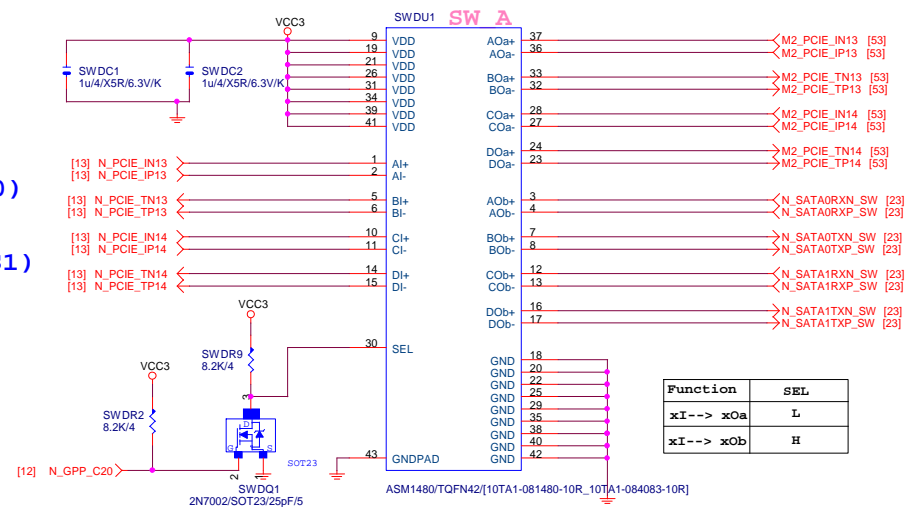 SWDU1 SW_A
VCC3
9 VDD
19 VDD
21 VDD
26 VDD
31 VDD
34 VDD
39 VDD
41 VDD
SWDC1
1u/4/X5R/6.3V/K
SWDC2
1u/4/X5R/6.3V/K
[13] N_PCIE_IN13 1 AI+
[13] N_PCIE_IP13 2 AI-
0)
[13] N_PCIE_TN13 5 BI+
[13] N_PCIE_TP13 6 BI-
[13] N_PCIE_IN14 10 CI+
[13] N_PCIE_IP14 11 CI-
1)
[13] N_PCIE_TN14 14 DI+
[13] N_PCIE_TP14 15 DI-
AOa+ 37 M2_PCIE_IN13 [53]
AOa- 36 M2_PCIE_IP13 [53]
BOa+ 33 M2_PCIE_TN13 [53]
BOa- 32 M2_PCIE_TP13 [53]
COa+ 28 M2_PCIE_IN14 [53]
COa- 27 M2_PCIE_IP14 [53]
DOa+ 24 M2_PCIE_TN14 [53]
DOa- 23 M2_PCIE_TP14 [53]
AOb+ 3 N_SATA0RXN_SW [23]
AOb- 4 N_SATA0RXP_SW [23]
BOb+ 7 N_SATA0TXN_SW [23]
BOb- 8 N_SATA0TXP_SW [23]
COb+ 12 N_SATA1RXN_SW [23]
COb- 13 N_SATA1RXP_SW [23]
DOb+ 16 N_SATA1TXN_SW [23]
DOb- 17 N_SATA1TXP_SW [23]
VCC3
SWDR9
8.2K/4
30 SEL
VCC3
SWDR2
8.2K/4
3
D
G S
2 1
SOT23
[12] N_GPP_C20
SWDQ1
2N7002/SOT23/25pF/5
43 GNDPAD
GND 18
GND 20
GND 22
GND 25
GND 29
GND 35
GND 38
GND 40
GND 42
ASM1480/TQFN42/[10TA1-081480-10R_10TA1-084083-10R]
Function SEL
xI--> xOa L
xI--> xOb H